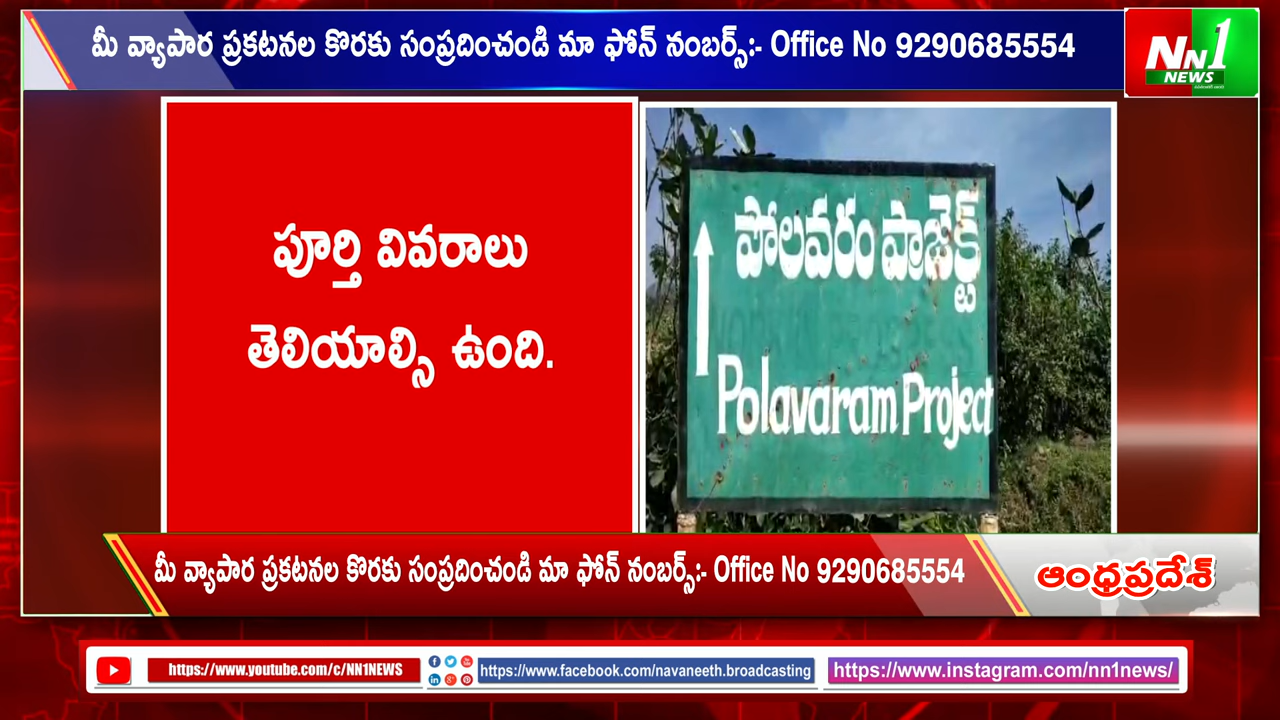 మీ వ్యాపార ప్రకటనల కొరకు సంప్రదించండి మా ఫోన్ నంబర్స్:- Office No 9290685554
NN1
NEWS
పూర్తి వివరాలు
తెలియాల్సి ఉంది.
పోలవరం ప్రాజెక్ట్
Polavaram Project
మీ వ్యాపార ప్రకటనల కొరకు సంప్రదించండి మా ఫోన్ నంబర్స్:- Office No 9290685554
ఆంధ్రప్రదేశ్
https://www.youtube.com/c/NN1NEWS
https://www.facebook.com/navaneeth.broadcasting
https://www.instagram.com/nn1news/